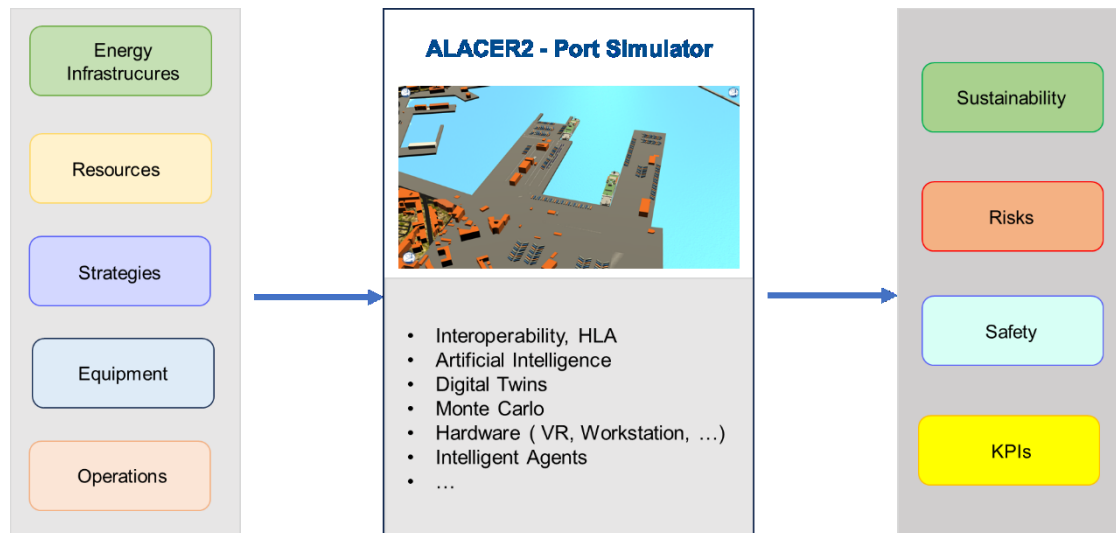 Energy
Infrastrucures
Resources
Strategies
Equipment
Operations
ALACER2 - Port SImulator
• Interoperability, HLA
• Artificial Intelligence
• Digital Twins
• Monte Carlo
• Hardware ( VR, Workstation, …)
• Intelligent Agents
• …
Sustainability
Risks
Safety
KPIs